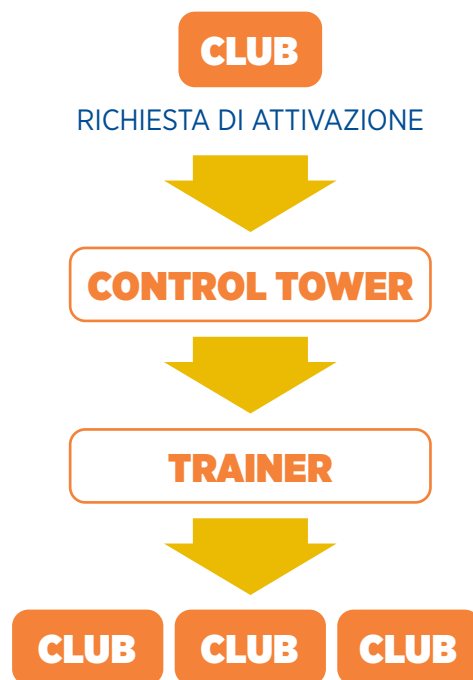 CLUB
RICHIESTA DI ATTIVAZIONE
CONTROL TOWER
TRAINER
CLUB CLUB CLUB